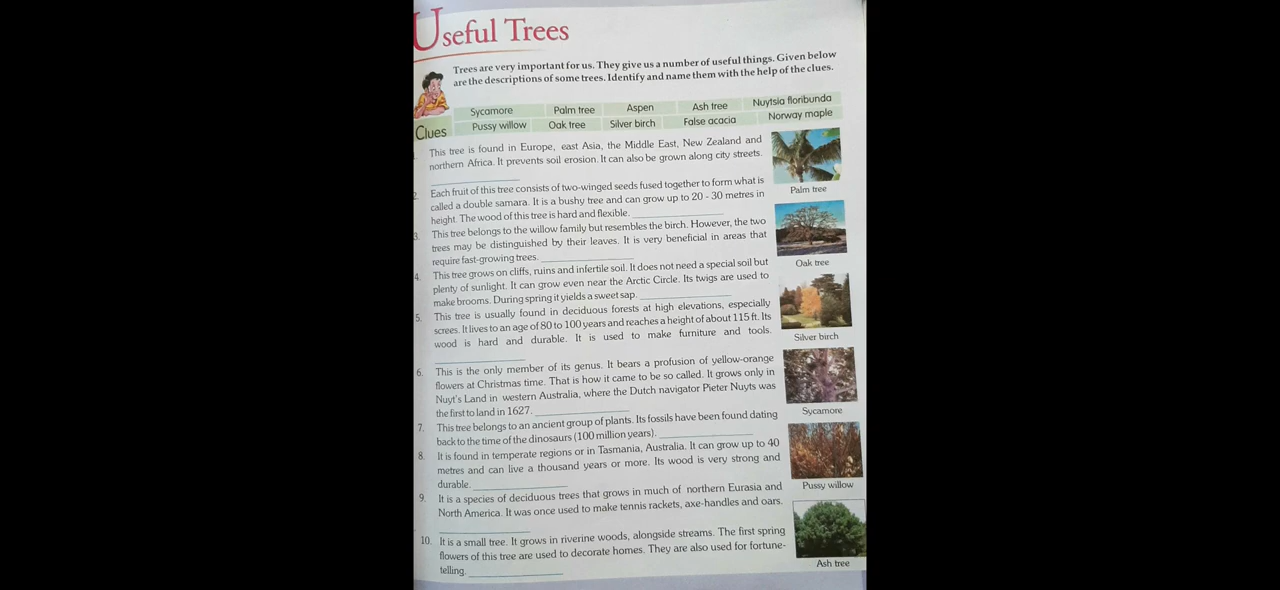 Useful Trees
Trees are very important for us. They give us a number of useful things. Given below
are the descriptions of some trees. Identify and name them with the help of the clues.
Sycamore Palm tree Aspen Ash tree Nuytsia floribunda
Clues Pussy willow Oak tree Silver birch False acacia Norway maple
This tree is found in Europe, east Asia, the Middle East, New Zealand and
northern Africa. It prevents soil erosion. It can also be grown along city streets.
2. Each fruit of this tree consists of two-winged seeds fused together to form what is
called a double samara. It is a bushy tree and can grow up to 20 - 30 metres in
height. The wood of this tree is hard and flexible.
3. This tree belongs to the willow family but resembles the birch. However, the two
trees may be distinguished by their leaves. It is very beneficial in areas that
require fast-growing trees.
4. This tree grows on cliffs, ruins and infertile soil. It does not need a special soil but
plenty of sunlight. It can grow even near the Arctic Circle. Its twigs are used to
make brooms. During spring it yields a sweet sap.
5. This tree is usually found in deciduous forests at high elevations, especially
screes. It lives to an age of 80 to 100 years and reaches a height of about 115 ft. Its
wood is hard and durable. It is used to make furniture and tools.
6. This is the only member of its genus. It bears a profusion of yellow-orange
flowers at Christmas time. That is how it came to be so called. It grows only in
Nuyt's Land in western Australia, where the Dutch navigator Pieter Nuyts was
the first to land in 1627.
7. This tree belongs to an ancient group of plants. Its fossils have been found dating
back to the time of the dinosaurs (100 million years).
8. It is found in temperate regions or in Tasmania, Australia. It can grow up to 40
metres and can live a thousand years or more. Its wood is very strong and
durable.
9. It is a species of deciduous trees that grows in much of northern Eurasia and
North America. It was once used to make tennis rackets, axe-handles and oars.
10. It is a small tree. It grows in riverine woods, alongside streams. The first spring
flowers of this tree are used to decorate homes. They are also used for fortune-
telling.
Palm tree
Oak tree
Silver birch
Sycamore
Pussy willow
Ash tree